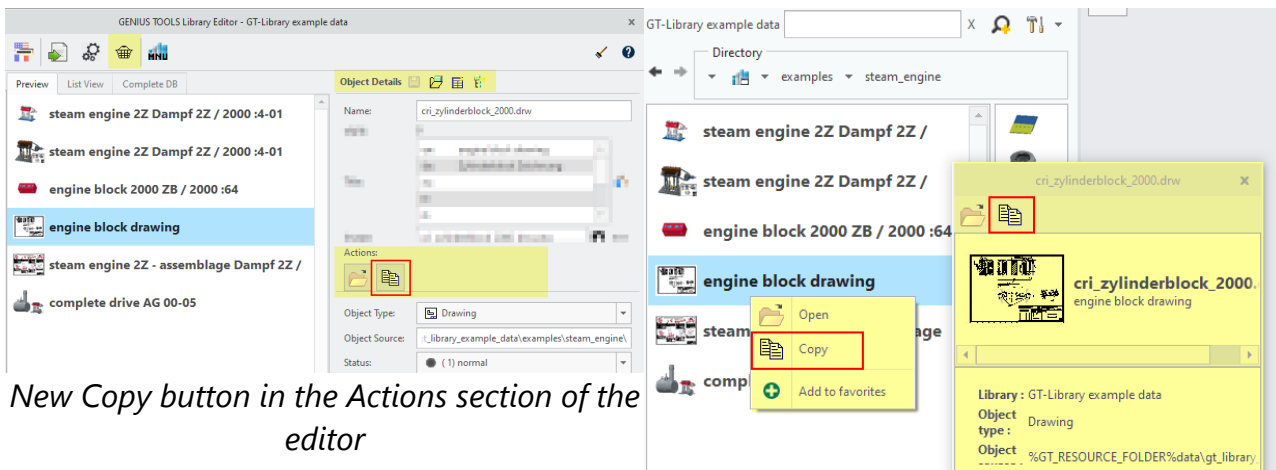 GENIUS TOOLS Library Editor - GT-Library example data x
MNU
Preview List View Complete DB
steam engine 2Z Dampf 2Z / 2000 :4-01
steam engine 2Z Dampf 2Z / 2000 :4-01
engine block 2000 ZB / 2000 :64
engine block drawing
steam engine 2Z - assemblage Dampf 2Z /
complete drive AG 00-05
Object Details
Name: cri_zylinderblock_2000.drw
Actions:
Object Type: Drawing
Object Source: t_library_example_data\examples\steam_engine\
Status: (1) normal
New Copy button in the Actions section of the
editor
GT-Library example data X
Directory
examples steam_engine
steam engine 2Z Dampf 2Z /
steam engine 2Z Dampf 2Z /
engine block 2000 ZB / 2000 :64
engine block drawing
steam
age
comp
Open
Copy
Add to favorites
cri_zylinderblock_2000.drw X
cri_zylinderblock_2000.
engine block drawing
Library : GT-Library example data
Object
type : Drawing
Object
%GT_RESOURCE_FOLDER%data\gt_library